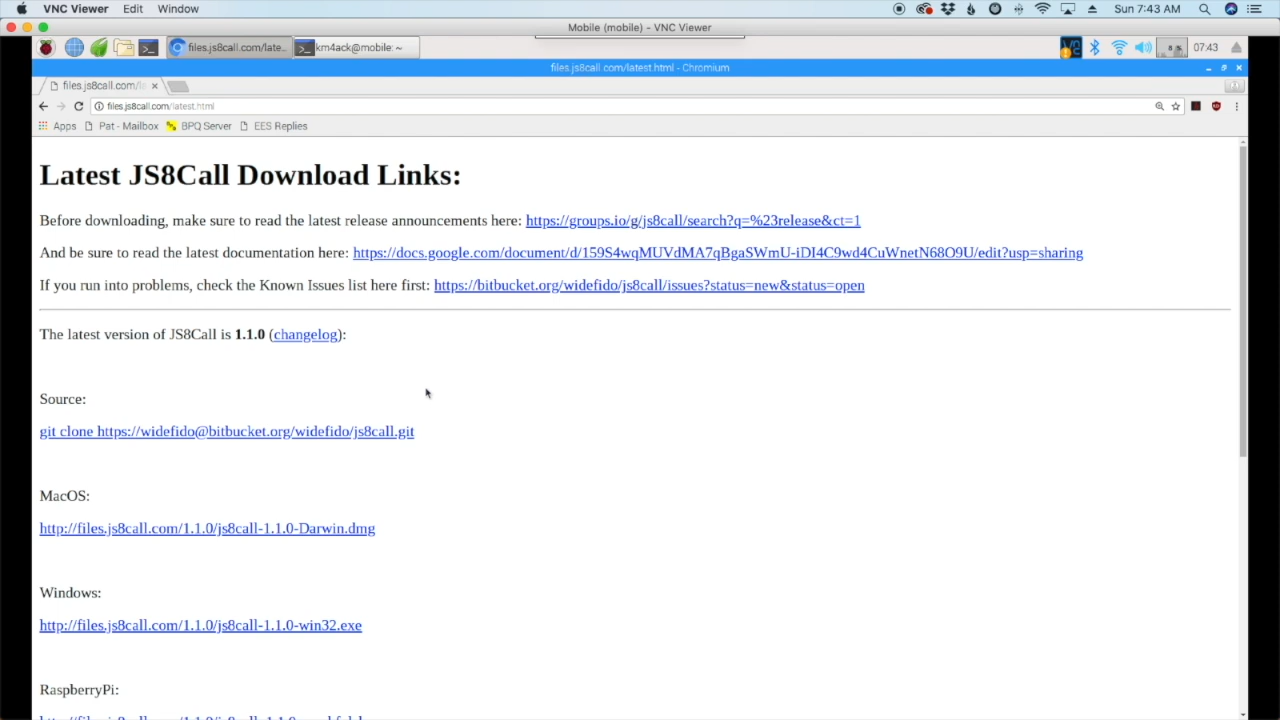 VNC Viewer Edit Window Sun 7:43 AM
Mobile (mobile) - VNC Viewer
files.js8call.com/late... km4ack@mobile: ~ 07:43
files.js8call.com/latest.html - Chromium
files.js8call.com/l
files.js8call.com/latest.html
Apps Pat - Mailbox BPQ Server EES Replies
Latest JS8Call Download Links:
Before downloading, make sure to read the latest release announcements here: https://groups.io/g/js8call/search?q=%23release&ct=1
And be sure to read the latest documentation here: https://docs.google.com/document/d/159S4wqMUVdMA7qBgaSWmU-iDI4C9wd4CuWnetN68O9U/edit?usp=sharing
If you run into problems, check the Known Issues list here first: https://bitbucket.org/widefido/js8call/issues?status=new&status=open
The latest version of JS8Call is 1.1.0 (changelog):
Source:
git clone https://widefido@bitbucket.org/widefido/js8call.git
MacOS:
http://files.js8call.com/1.1.0/js8call-1.1.0-Darwin.dmg
Windows:
http://files.js8call.com/1.1.0/js8call-1.1.0-win32.exe
RaspberryPi: